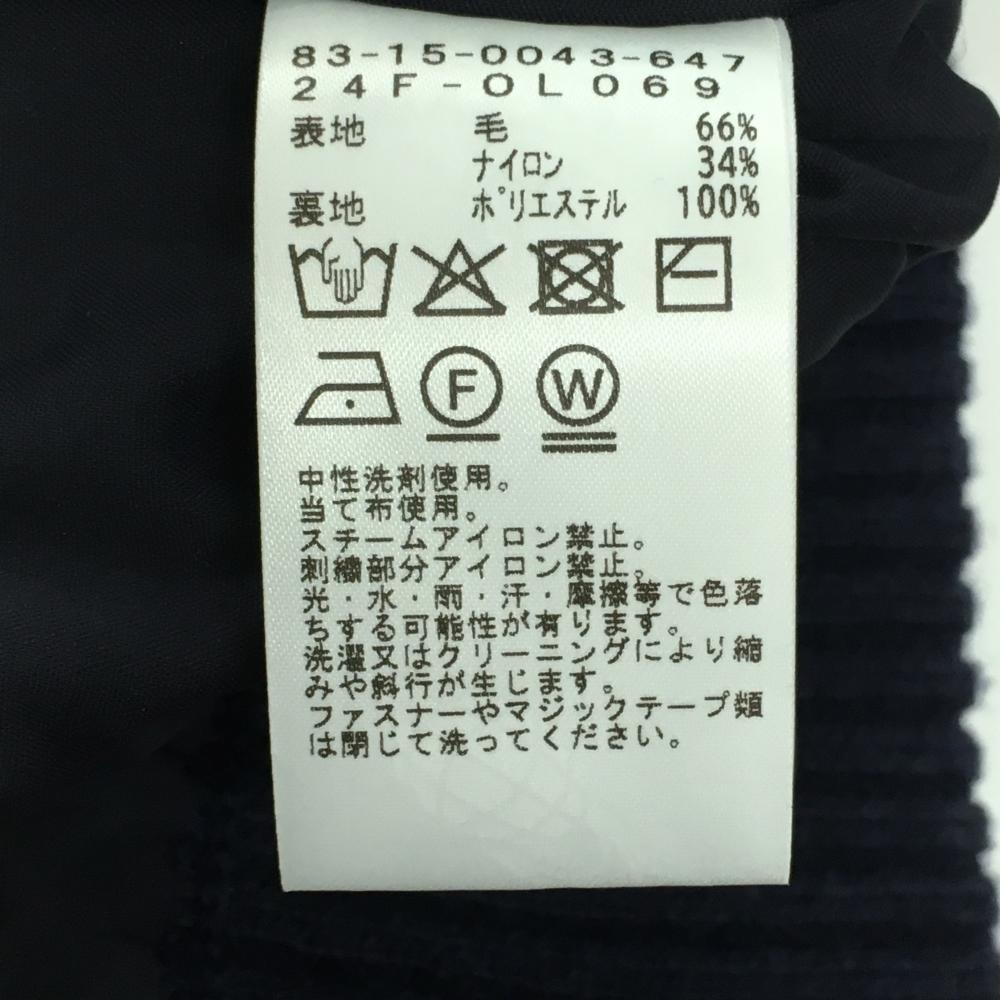 83-15-0043-647
24F-OL069
表地 毛 66%
ナイロン 34%
裏地 ポリエステル 100%
F W
中性洗剤使用。
当て布使用。
スチームアイロン禁止。
刺繍部分アイロン禁止。
光・水・雨・汗・摩擦等で色落
ちする可能性が有ります。
洗濯又はクリーニングにより縮
みや斜行が生じます。
ファスナーやマジックテープ類
は閉じて洗ってください。